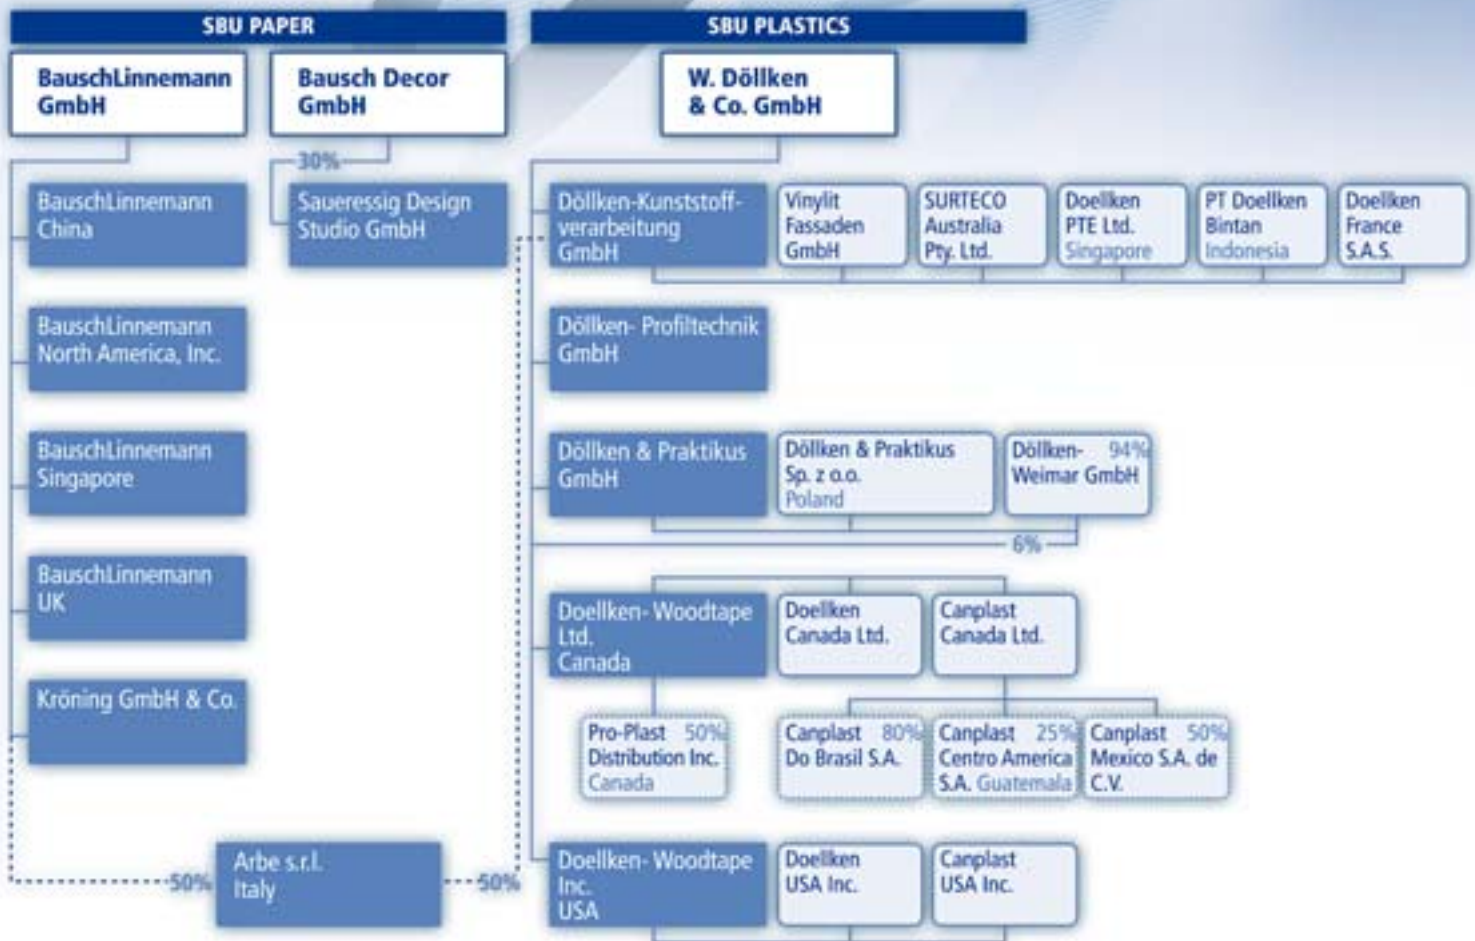 SBU PAPER
SBU PLASTICS
BauschLinnemann
GmbH
Bausch Decor
GmbH
W. Döllken
& Co. GmbH
30%
BauschLinnemann
China
Saueressig Design
Studio GmbH
Döllken-Kunststoff-
verarbeitung
GmbH
Vinylit
Fassaden
GmbH
SURTECO
Australia
Pty. Ltd.
Doellken
PTE Ltd.
Singapore
PT Doellken
Bintan
Indonesia
Doellken
France
S.A.S.
BauschLinnemann
North America, Inc.
Döllken- Profiltechnik
GmbH
BauschLinnemann
Singapore
Döllken & Praktikus
GmbH
Döllken & Praktikus
Sp. z o.o.
Poland
Döllken- 94%
Weimar GmbH
6%
BauschLinnemann
UK
Doellken- Woodtape
Ltd.
Canada
Doellken
Canada Ltd.
Canplast
Canada Ltd.
Kröning GmbH & Co.
Pro-Plast 50%
Distribution Inc.
Canada
Canplast 80%
Do Brasil S.A.
Canplast 25%
Centro America
S.A. Guatemala
Canplast 50%
Mexico S.A. de
C.V.
50%
Arbe s.r.l.
Italy
50%
Doellken- Woodtape
Inc.
USA
Doellken
USA Inc.
Canplast
USA Inc.